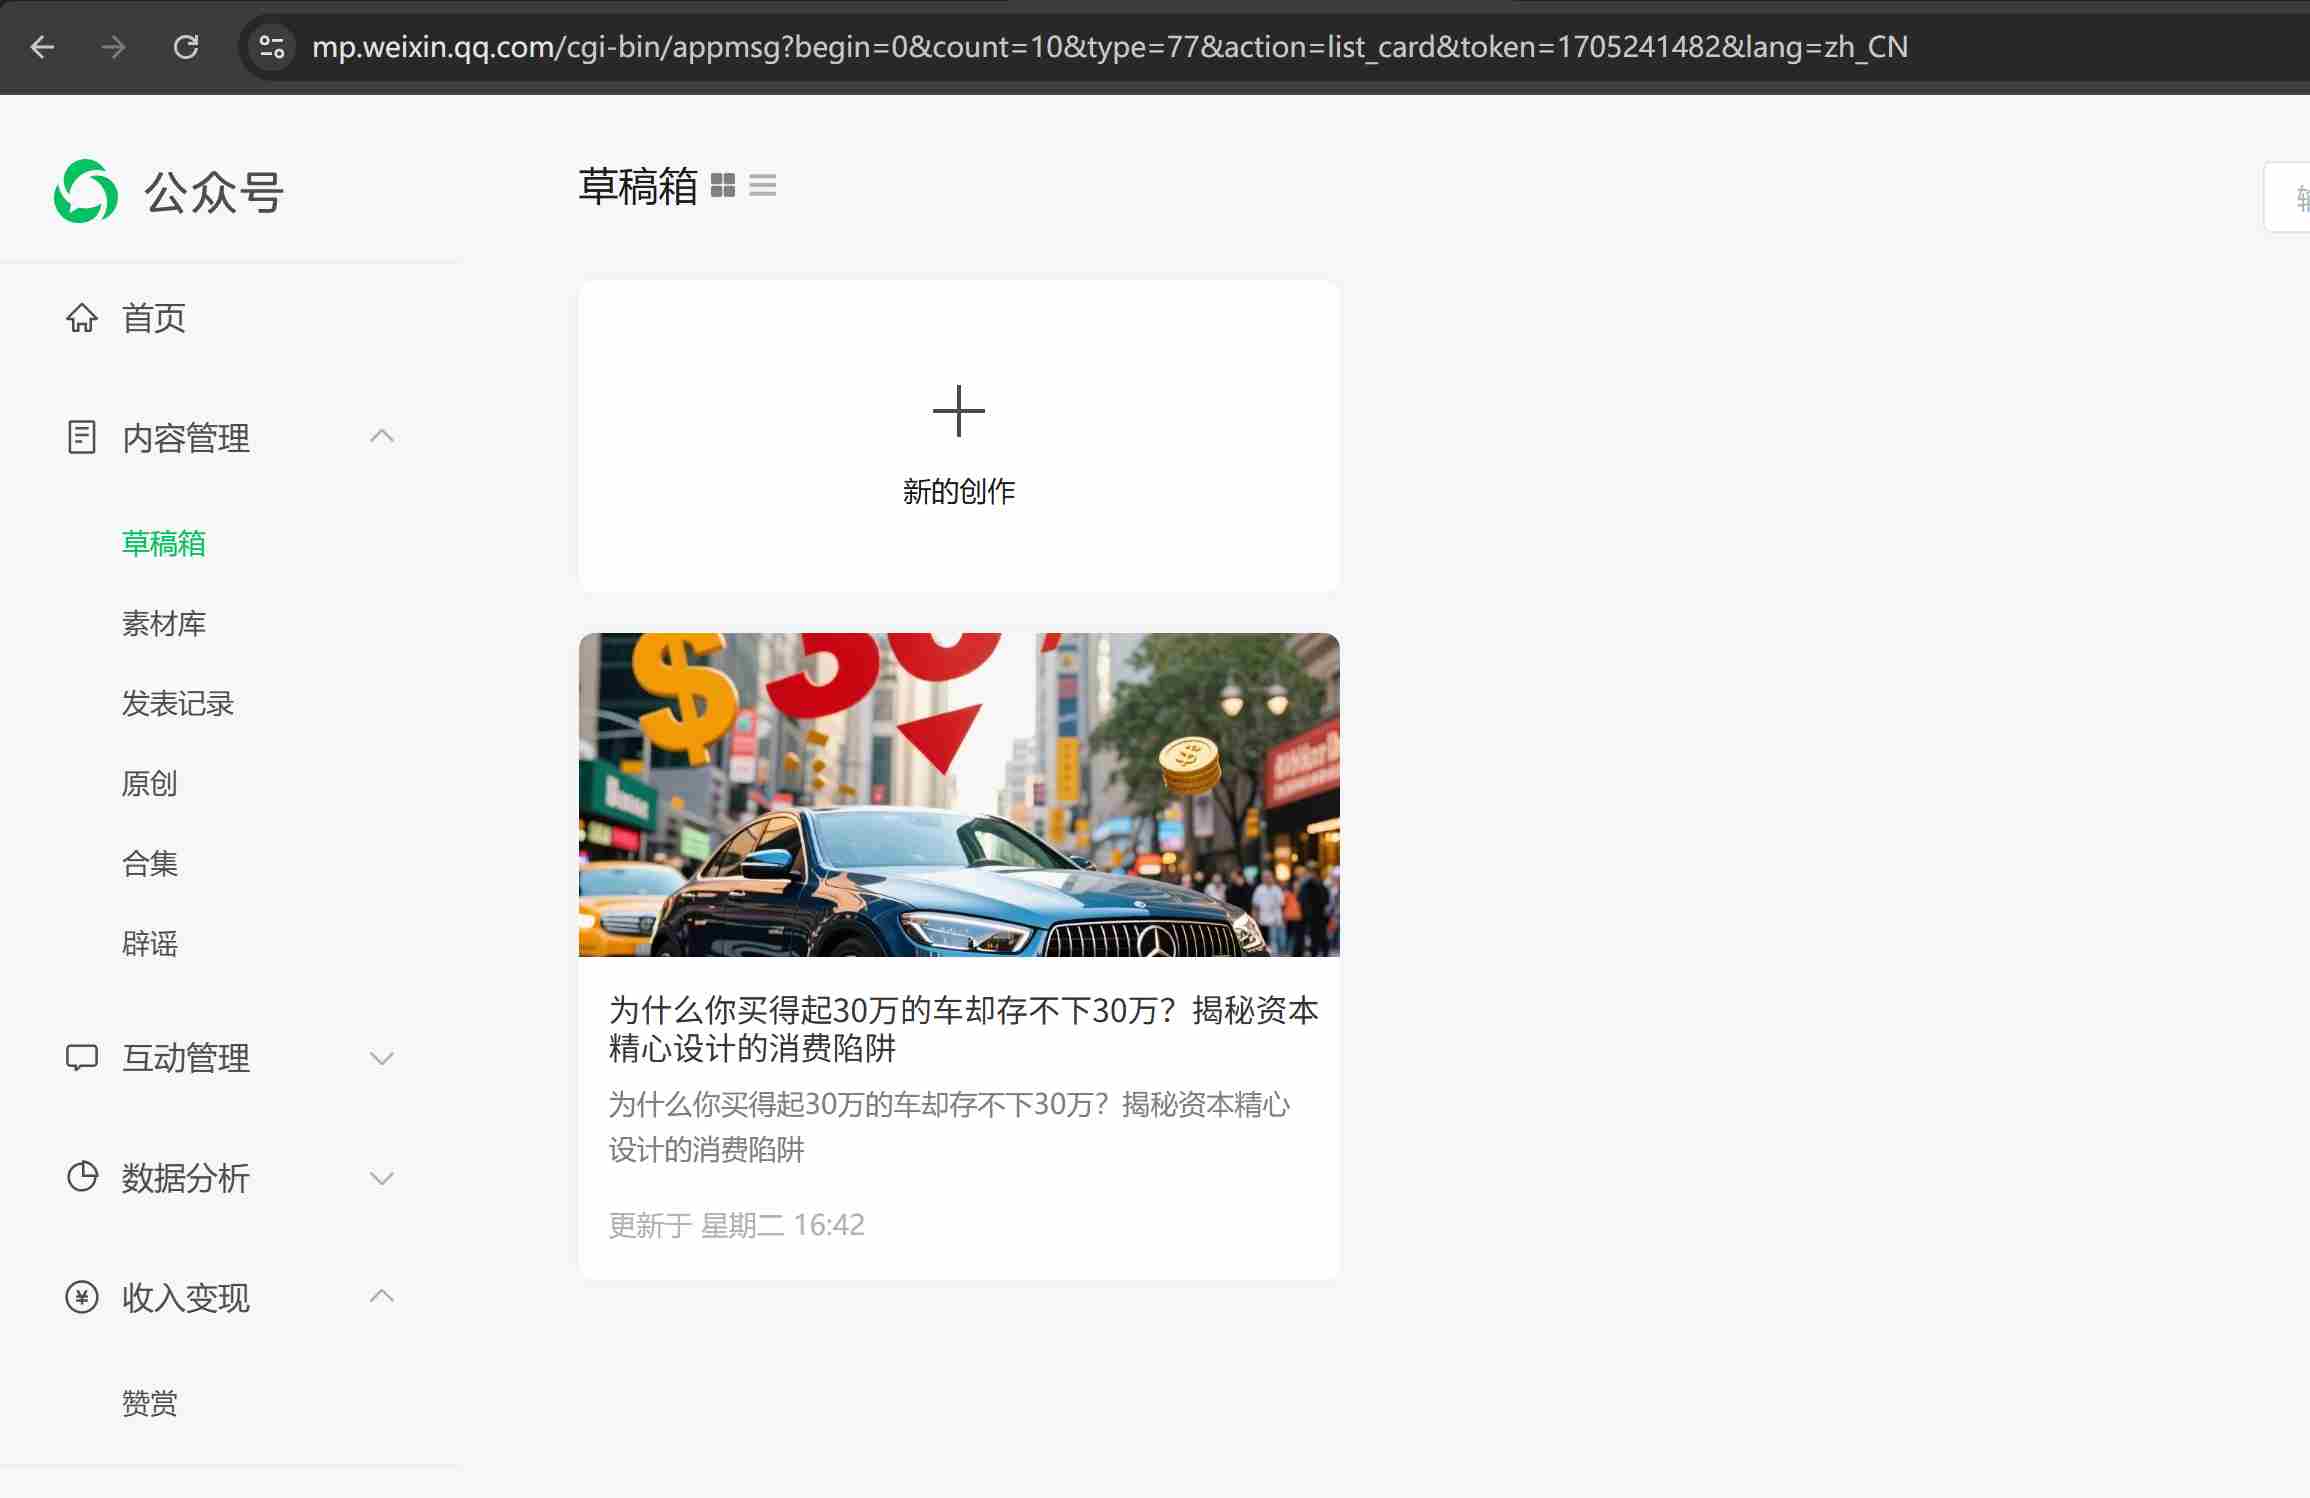 mp.weixin.qq.com/cgi-bin/appmsg?begin=0&count=10&type=77&action=list_card&token=1705241482&lang=zh_CN
公众号
草稿箱
首页
内容管理
草稿箱
素材库
发表记录
原创
合集
辟谣
互动管理
数据分析
收入变现
赞赏
新的创作
为什么你买得起30万的车却存不下30万？揭秘资本
精心设计的消费陷阱
为什么你买得起30万的车却存不下30万？揭秘资本精心
设计的消费陷阱
更新于 星期二 16:42